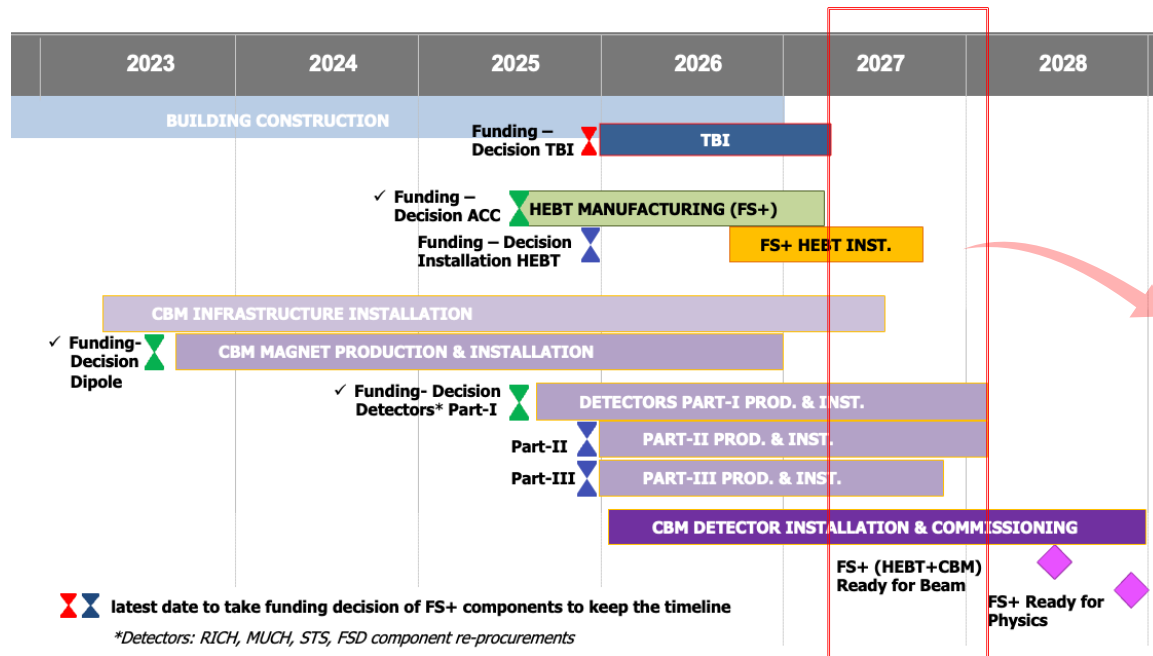 2023 2024 2025 2026 2027 2028
BUILDING CONSTRUCTION
Funding –
Decision TBI
TBI
✓ Funding –
Decision ACC
HEBT MANUFACTURING (FS+)
Funding – Decision
Installation HEBT
FS+ HEBT INST.
CBM INFRASTRUCTURE INSTALLATION
✓ Funding-
Decision
Dipole
CBM MAGNET PRODUCTION & INSTALLATION
✓ Funding- Decision
Detectors* Part-I
DETECTORS PART-I PROD. & INST.
Part-II
PART-II PROD. & INST.
Part-III
PART-III PROD. & INST.
CBM DETECTOR INSTALLATION & COMMISSIONING
FS+ (HEBT+CBM)
Ready for Beam
FS+ Ready for
Physics
latest date to take funding decision of FS+ components to keep the timeline
*Detectors: RICH, MUCH, STS, FSD component re-procurements